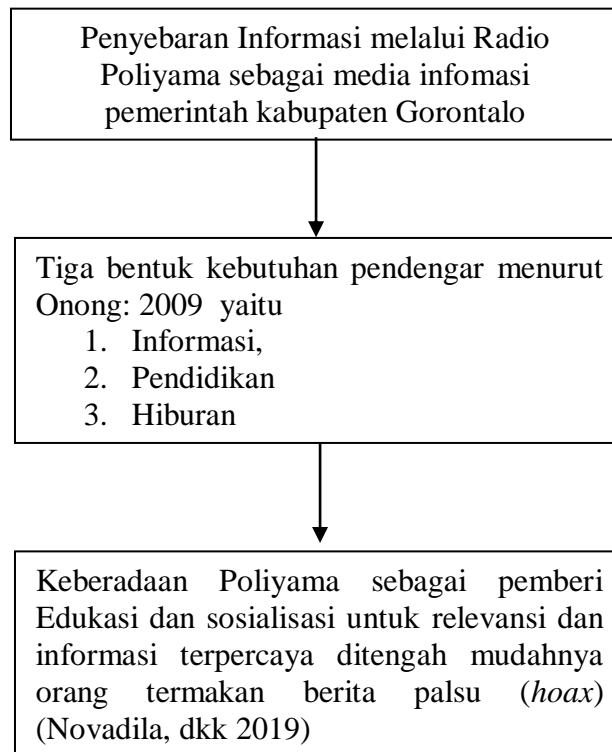 Penyebaran Informasi melalui Radio
Poliyama sebagai media infomasi
pemerintah kabupaten Gorontalo
Tiga bentuk kebutuhan pendengar menurut
Onong: 2009 yaitu
1. Informasi,
2. Pendidikan
3. Hiburan
Keberadaan Poliyama sebagai pemberi
Edukasi dan sosialisasi untuk relevansi dan
informasi terpercaya ditengah mudahnya
orang termakan berita palsu (hoax)
(Novadila, dkk 2019)